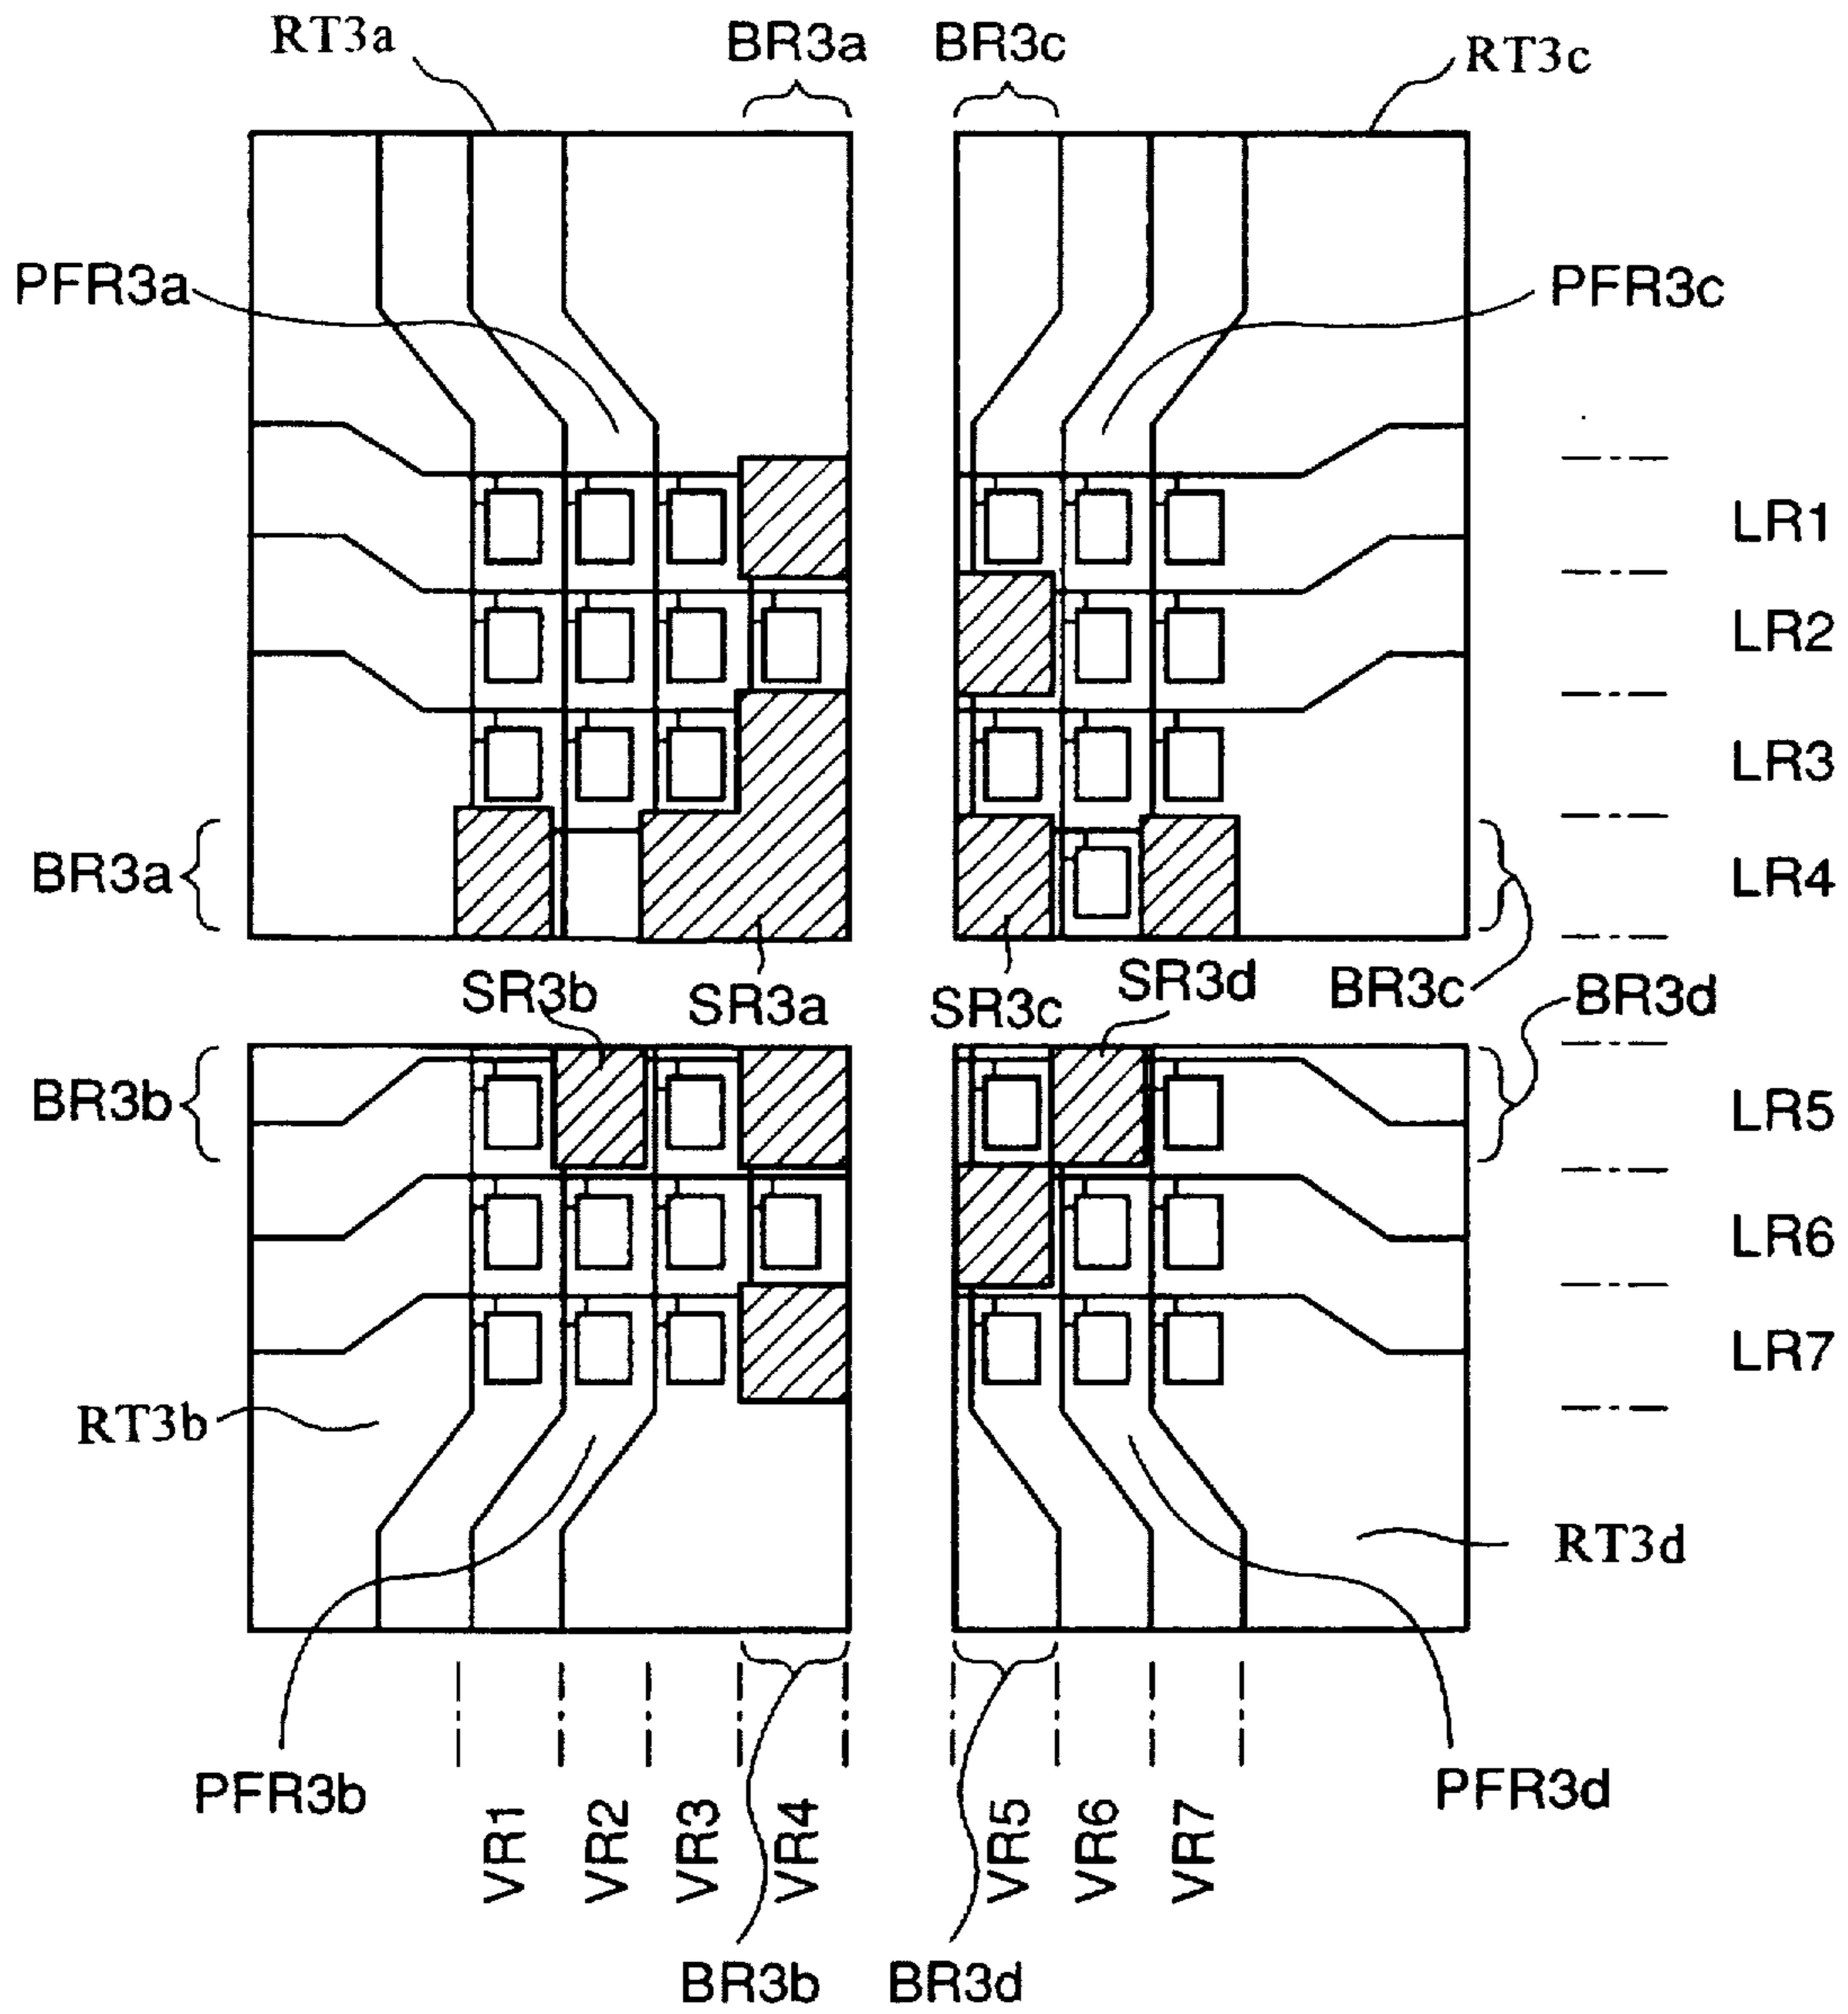 RT3a
BR3a
BR3c
RT3c
PFR3a
PFR3c
LR1
LR2
LR3
BR3a
LR4
SR3b
SR3a
SR3c
SR3d
BR3c
BR3d
BR3b
LR5
LR6
LR7
RT3b
RT3d
PFR3b
PFR3d
VR1
VR2
VR3
VR4
VR5
VR6
VR7
BR3b
BR3d